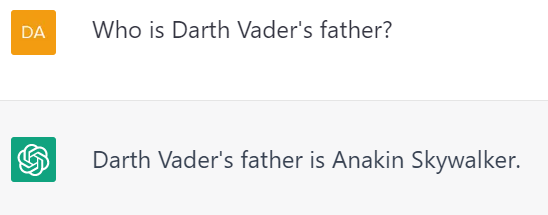 DA
Who is Darth Vader's father?
Darth Vader's father is Anakin Skywalker.